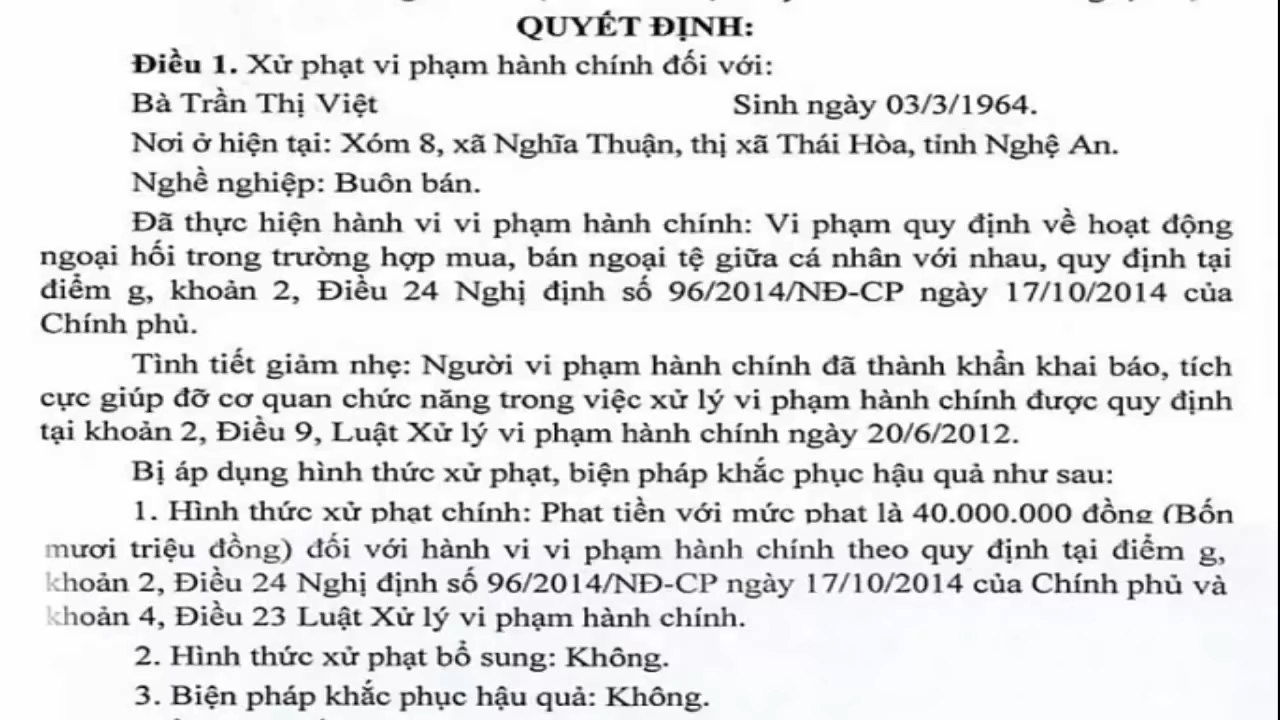 QUYẾT ĐỊNH:
Điều 1. Xử phạt vi phạm hành chính đối với:
Bà Trần Thị Việt Sinh ngày 03/3/1964.
Nơi ở hiện tại: Xóm 8, xã Nghĩa Thuận, thị xã Thái Hòa, tỉnh Nghệ An.
Nghề nghiệp: Buôn bán.
Đã thực hiện hành vi vi phạm hành chính: Vi phạm quy định về hoạt động
ngoại hối trong trường hợp mua, bán ngoại tệ giữa cá nhân với nhau, quy định tại
điểm g, khoản 2, Điều 24 Nghị định số 96/2014/NĐ-CP ngày 17/10/2014 của
Chính phủ.
Tình tiết giảm nhẹ: Người vi phạm hành chính đã thành khẩn khai báo, tích
cực giúp đỡ cơ quan chức năng trong việc xử lý vi phạm hành chính được quy định
tại khoản 2, Điều 9, Luật Xử lý vi phạm hành chính ngày 20/6/2012.
Bị áp dụng hình thức xử phạt, biện pháp khắc phục hậu quả như sau:
1. Hình thức xử phạt chính: Phạt tiền với mức phạt là 40.000.000 đồng (Bốn
mươi triệu đồng) đối với hành vi vi phạm hành chính theo quy định tại điểm g,
khoản 2, Điều 24 Nghị định số 96/2014/NĐ-CP ngày 17/10/2014 của Chính phủ và
khoản 4, Điều 23 Luật Xử lý vi phạm hành chính.
2. Hình thức xử phạt bổ sung: Không.
3. Biện pháp khắc phục hậu quả: Không.